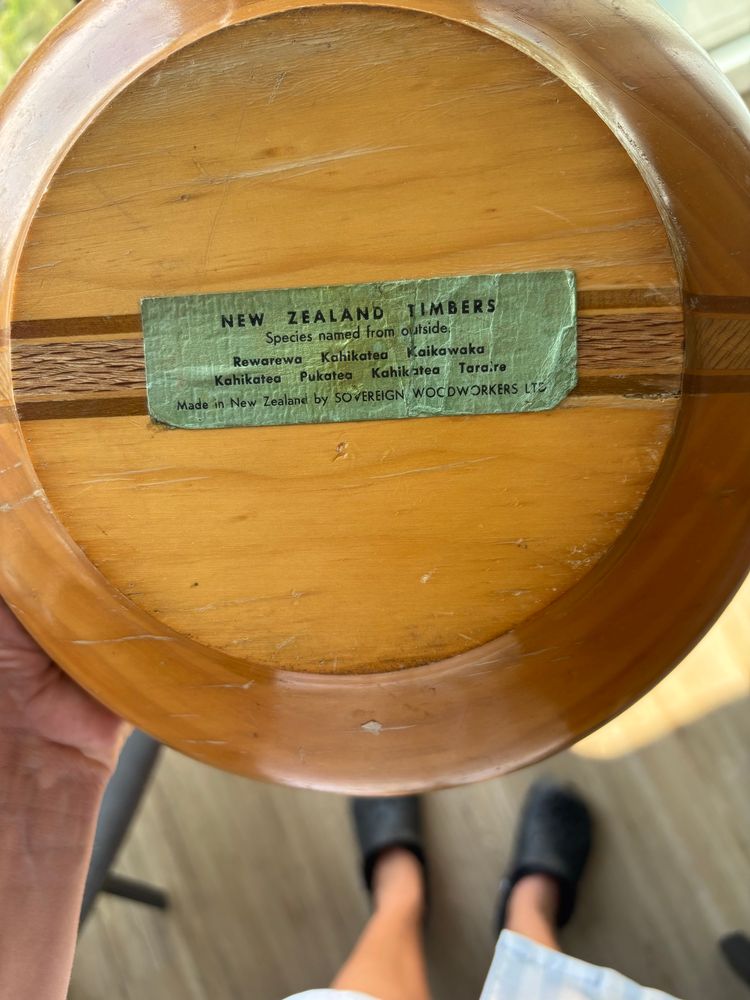 NEW ZEALAND TIMBERS
Species named from outside.
Rewarewa Kahikatea Kaikawaka
Kahikatea Pukatea Kahikatea Taraire
Made in New Zealand by SOVEREIGN WOODWORKERS LTD